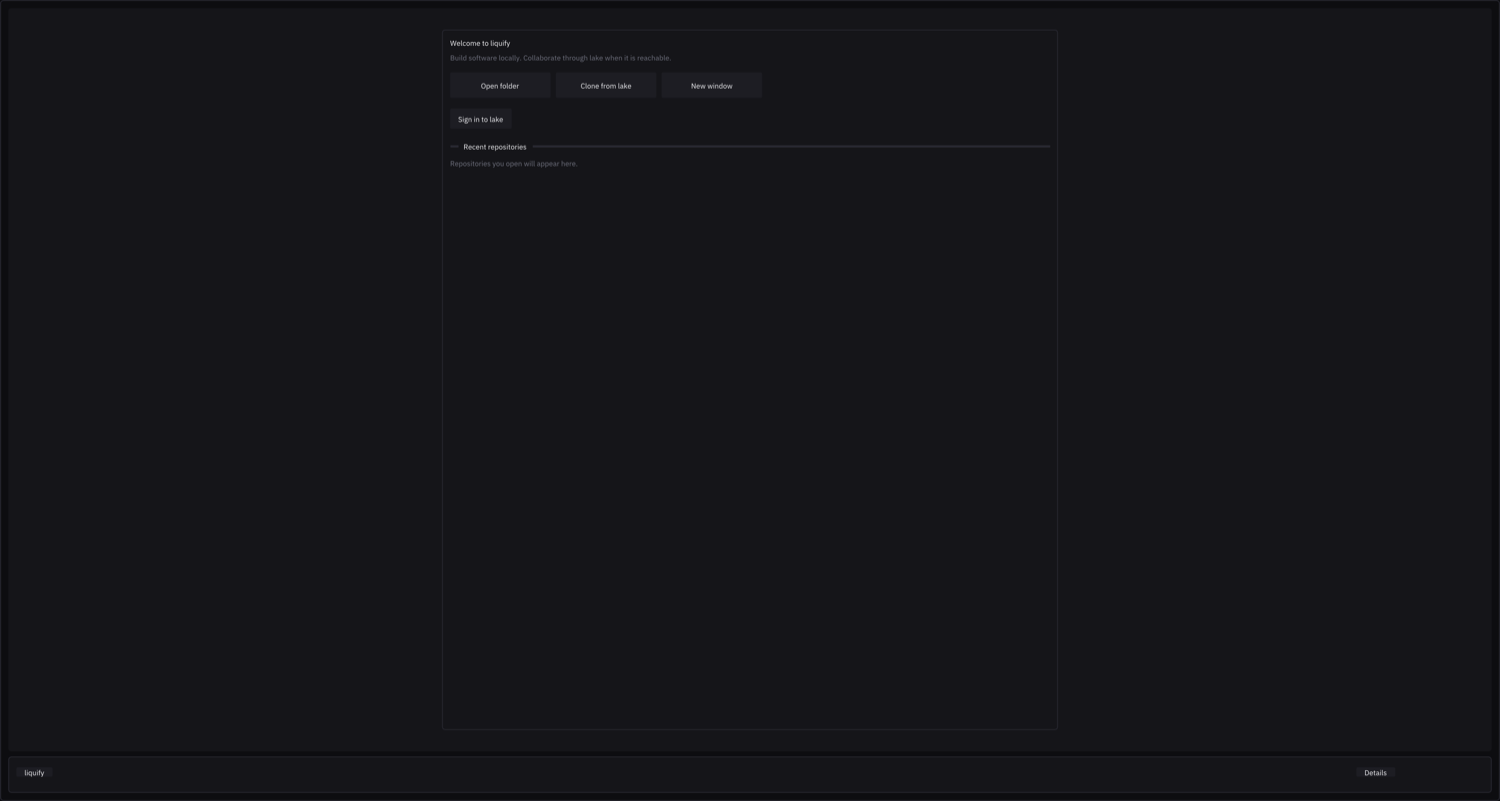 Welcome to liquify
Build software locally. Collaborate through lake when it is reachable.
Open folder
Clone from lake
New window
Sign in to lake
Recent repositories
Repositories you open will appear here.
liquify
Details